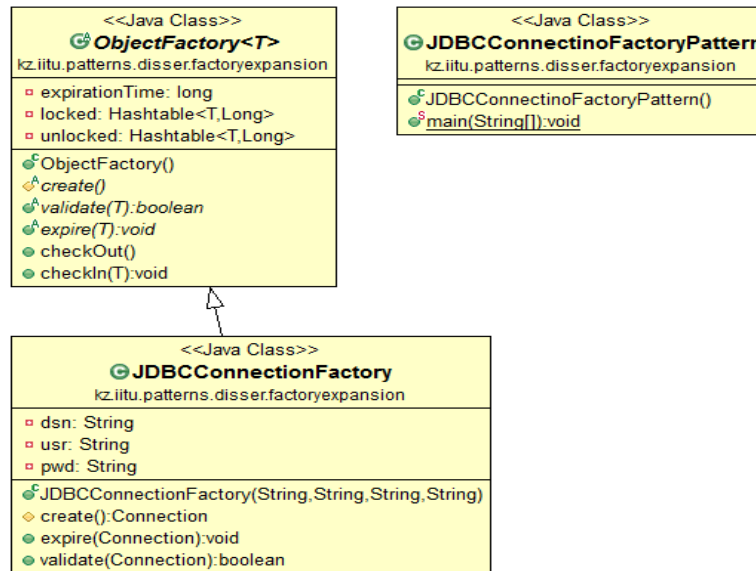 <<Java Class>>
ObjectFactory<T>
kz.iitu.patterns.disser.factoryexpansion
expirationTime: long
locked: Hashtable<T,Long>
unlocked: Hashtable<T,Long>
ObjectFactory()
create()
validate(T):boolean
expire(T):void
checkOut()
checkIn(T):void
<<Java Class>>
JDBCConnectinoFactoryPattern
kz.iitu.patterns.disser.factoryexpansion
JDBCConnectinoFactoryPattern()
main(String[]):void
<<Java Class>>
JDBCConnectionFactory
kz.iitu.patterns.disser.factoryexpansion
dsn: String
usr: String
pwd: String
JDBCConnectionFactory(String,String,String,String)
create():Connection
expire(Connection):void
validate(Connection):boolean